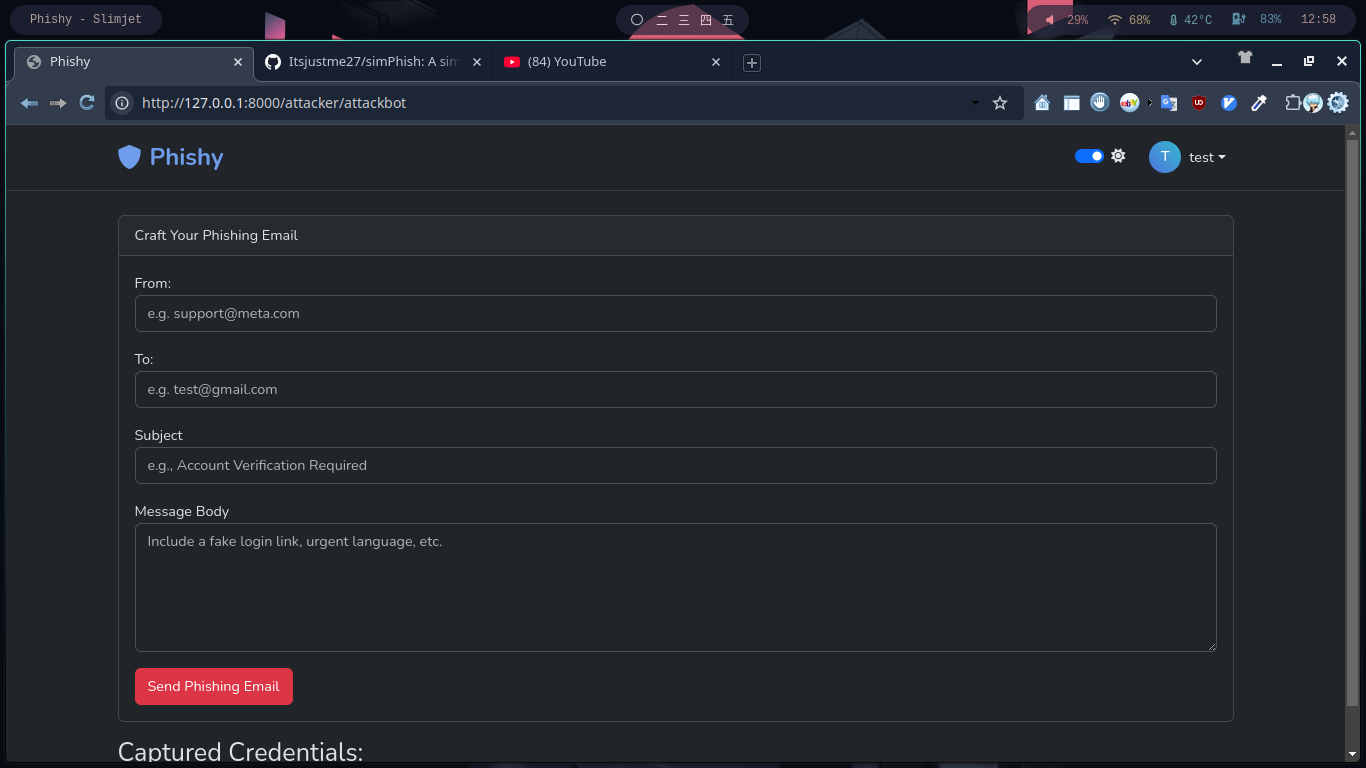 Phishy - Slimjet
二 三 四 五
29% 68% 42°C 83% 12:58
Phishy
Itsjustme27/simPhish: A sim
(84) YouTube
http://127.0.0.1:8000/attacker/attackbot
Phishy
T
test
Craft Your Phishing Email
From:
e.g. support@meta.com
To:
e.g. test@gmail.com
Subject
e.g., Account Verification Required
Message Body
Include a fake login link, urgent language, etc.
Send Phishing Email
Captured Credentials: